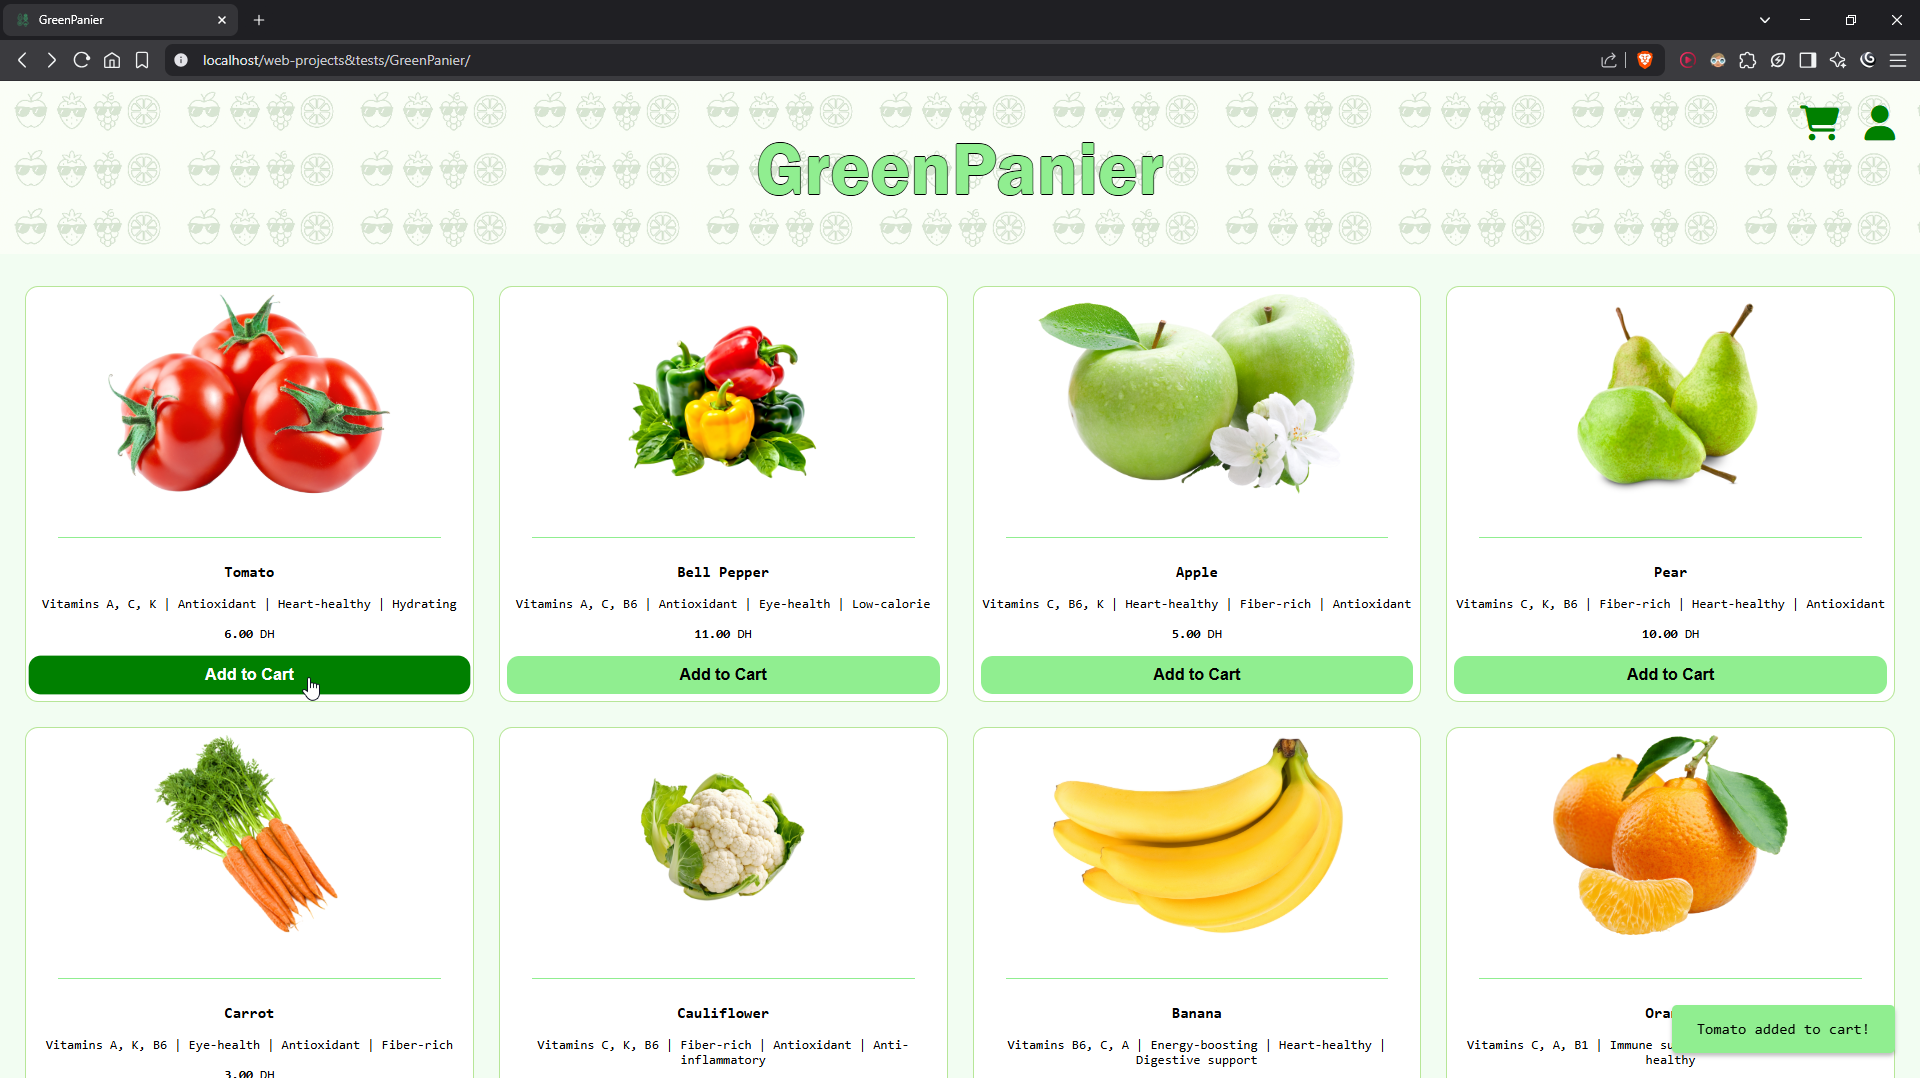 GreenPanier
localhost/web-projects&tests/GreenPanier/
GreenPanier
Tomato
Vitamins A, C, K | Antioxidant | Heart-healthy | Hydrating
6.00 DH
Add to Cart
Bell Pepper
Vitamins A, C, B6 | Antioxidant | Eye-health | Low-calorie
11.00 DH
Add to Cart
Apple
Vitamins C, B6, K | Heart-healthy | Fiber-rich | Antioxidant
5.00 DH
Add to Cart
Pear
Vitamins C, K, B6 | Fiber-rich | Heart-healthy | Antioxidant
10.00 DH
Add to Cart
Carrot
Vitamins A, K, B6 | Eye-health | Antioxidant | Fiber-rich
3.00 DH
Cauliflower
Vitamins C, K, B6 | Fiber-rich | Antioxidant | Anti-
inflammatory
Banana
Vitamins B6, C, A | Energy-boosting | Heart-healthy |
Digestive support
Vitamins C, A, B1 | Immune
healthy
Tomato added to cart!